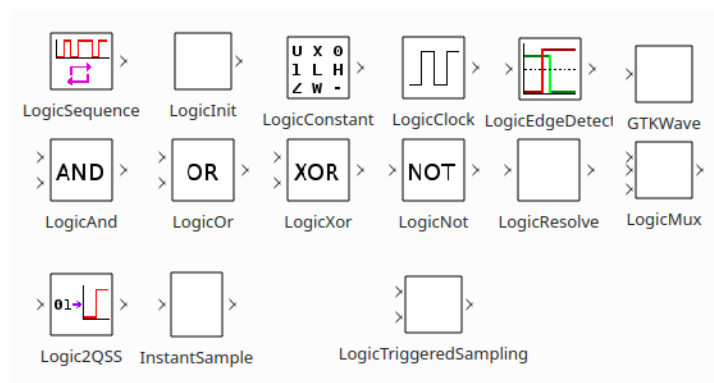 U X 0
1 L H
Z W -
LogicSequence
LogicInit
LogicConstant
LogicClock
LogicEdgeDetect
GTKWave
AND
OR
XOR
NOT
LogicAnd
LogicOr
LogicXor
LogicNot
LogicResolve
LogicMux
01
Logic2QSS
InstantSample
LogicTriggeredSampling